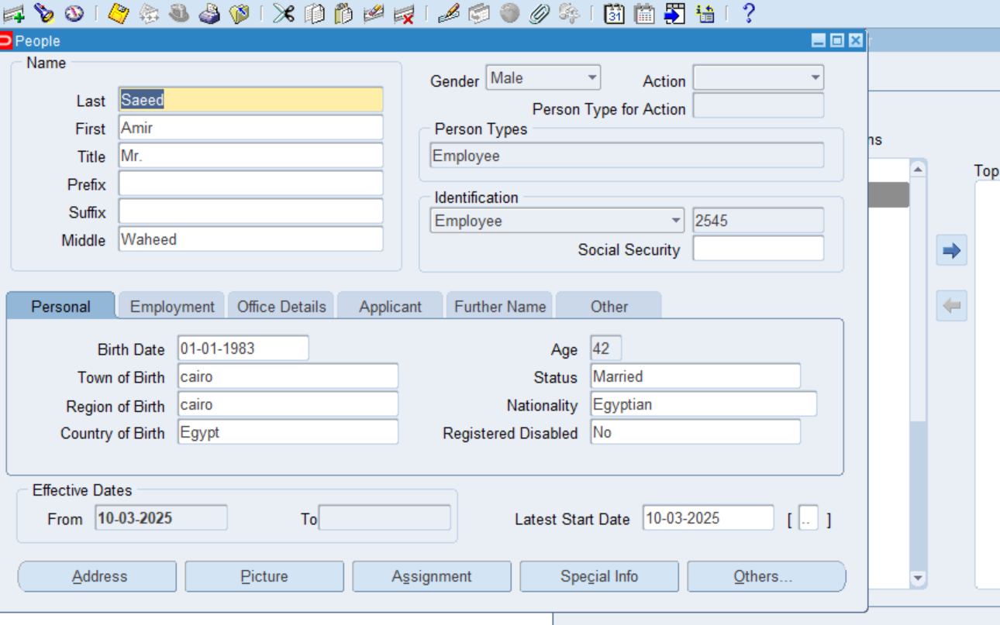 31
?
People
Name
Last Saeed
First Amir
Title Mr.
Prefix
Suffix
Middle Waheed
Gender Male
Action
Person Type for Action
Person Types
Employee
Identification
Employee 2545
Social Security
Personal Employment Office Details Applicant Further Name Other
Birth Date 01-01-1983
Town of Birth cairo
Region of Birth cairo
Country of Birth Egypt
Age 42
Status Married
Nationality Egyptian
Registered Disabled No
Effective Dates
From 10-03-2025 To
Latest Start Date 10-03-2025 [ .. ]
Address Picture Assignment Special Info Others...
ns
Top